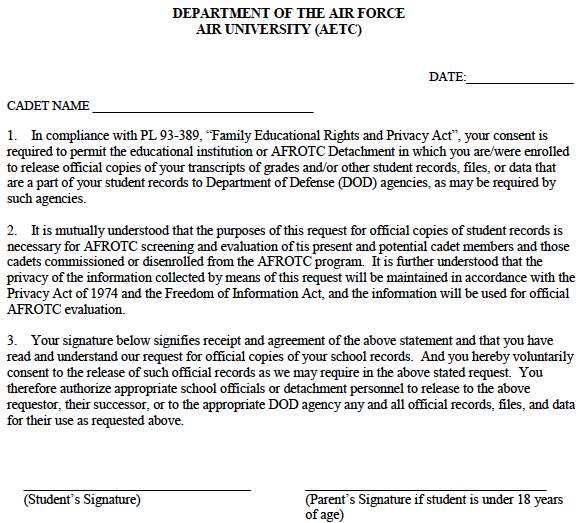 DEPARTMENT OF THE AIR FORCE
AIR UNIVERSITY (AETC)
DATE:_________________
CADET NAME ___________________________________
1. In compliance with PL 93-389, “Family Educational Rights and Privacy Act”, your consent is
required to permit the educational institution or AFROTC Detachment in which you are/were enrolled
to release official copies of your transcripts of grades and/or other student records, files, or data that
are a part of your student records to Department of Defense (DOD) agencies, as may be required by
such agencies.
2. It is mutually understood that the purposes of this request for official copies of student records is
necessary for AFROTC screening and evaluation of tis present and potential cadet members and those
cadets commissioned or disenrolled from the AFROTC program. It is further understood that the
privacy of the information collected by means of this request will be maintained in accordance with the
Privacy Act of 1974 and the Freedom of Information Act, and the information will be used for official
AFROTC evaluation.
3. Your signature below signifies receipt and agreement of the above statement and that you have
read and understand our request for official copies of your school records. And you hereby voluntarily
consent to the release of such official records as we may require in the above stated request. You
therefore authorize appropriate school officials or detachment personnel to release to the above
requestor, their successor, or to the appropriate DOD agency any and all official records, files, and data
for their use as requested above.
____________________________________ ______________________________________
(Student’s Signature) (Parent’s Signature if student is under 18 years
of age)